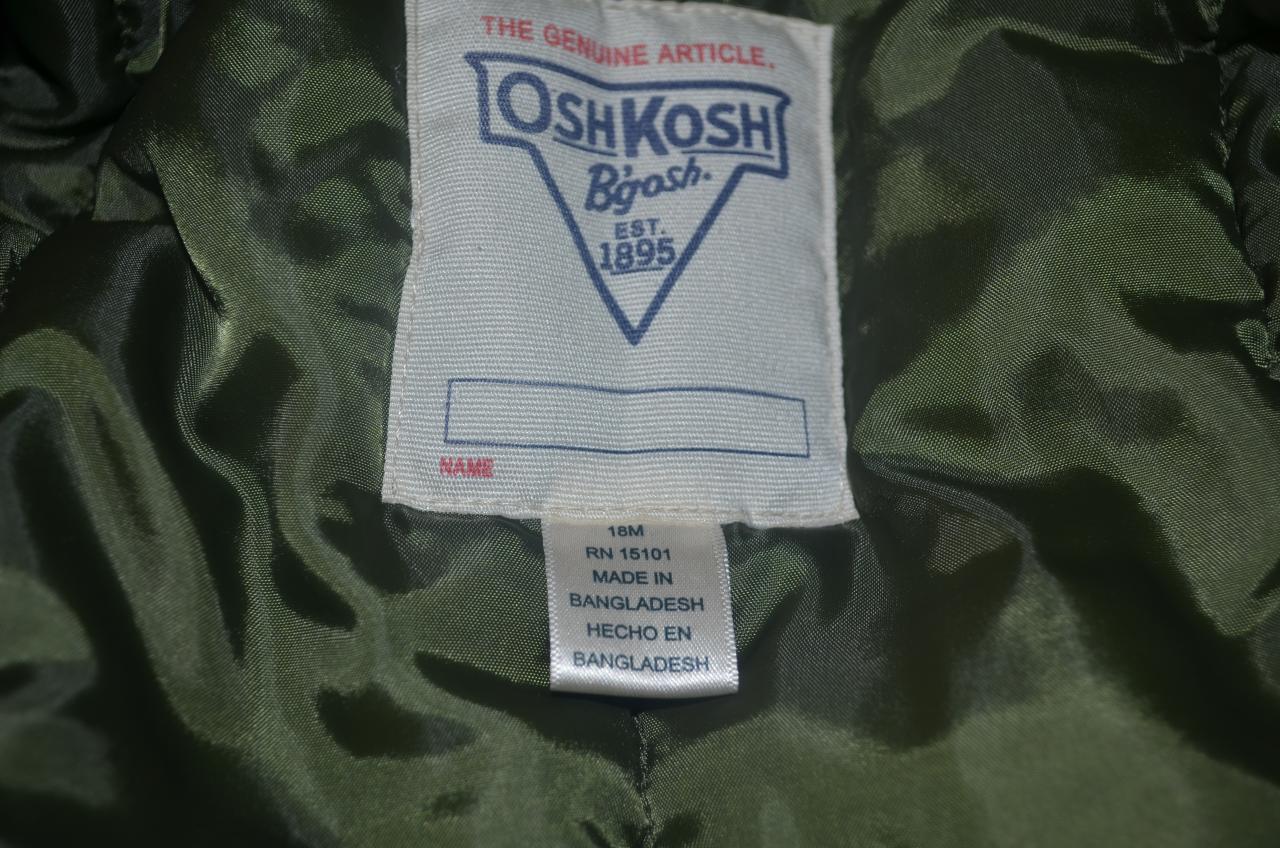 THE GENUINE ARTICLE.
OSHKOSH
B'gosh.
EST.
1895
NAME
18M
RN 15101
MADE IN
BANGLADESH
HECHO EN
BANGLADESH